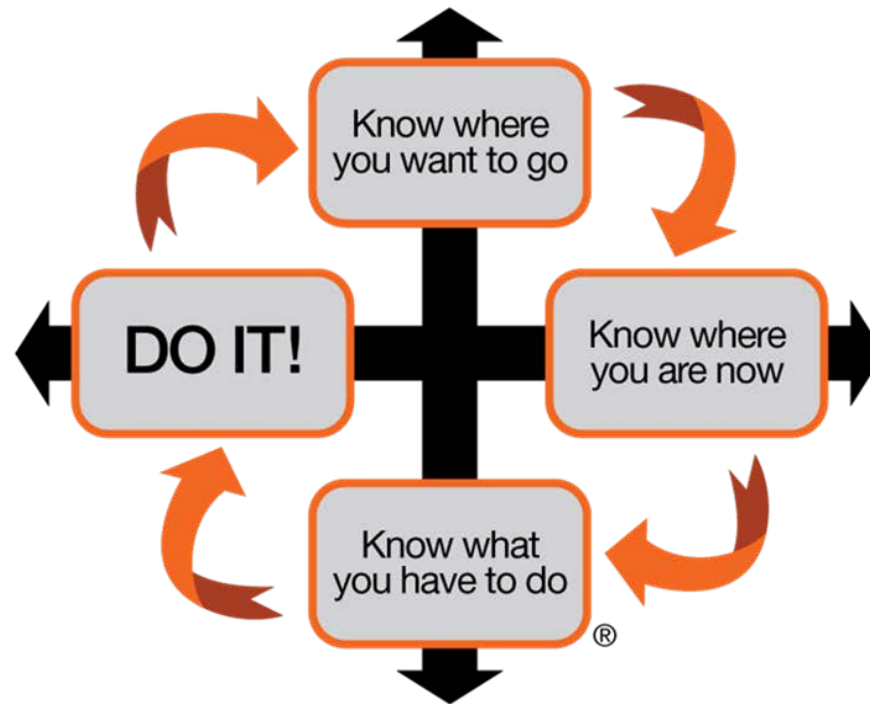 Know where
you want to go
Know where
you are now
Know what
you have to do
®
DO IT!